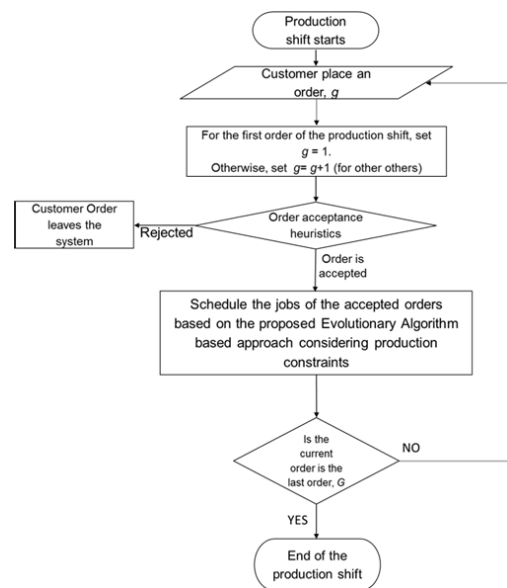 Production
shift starts
Customer place an
order, g
For the first order of the production shift, set
g = 1.
Otherwise, set g= g+1 (for other others)
Order acceptance
heuristics
Customer Order
leaves the
system
Rejected
Order is
accepted
Schedule the jobs of the accepted orders
based on the proposed Evolutionary Algorithm
based approach considering production
constraints
Is the
current
order is the
last order, G
NO
YES
End of the
production shift